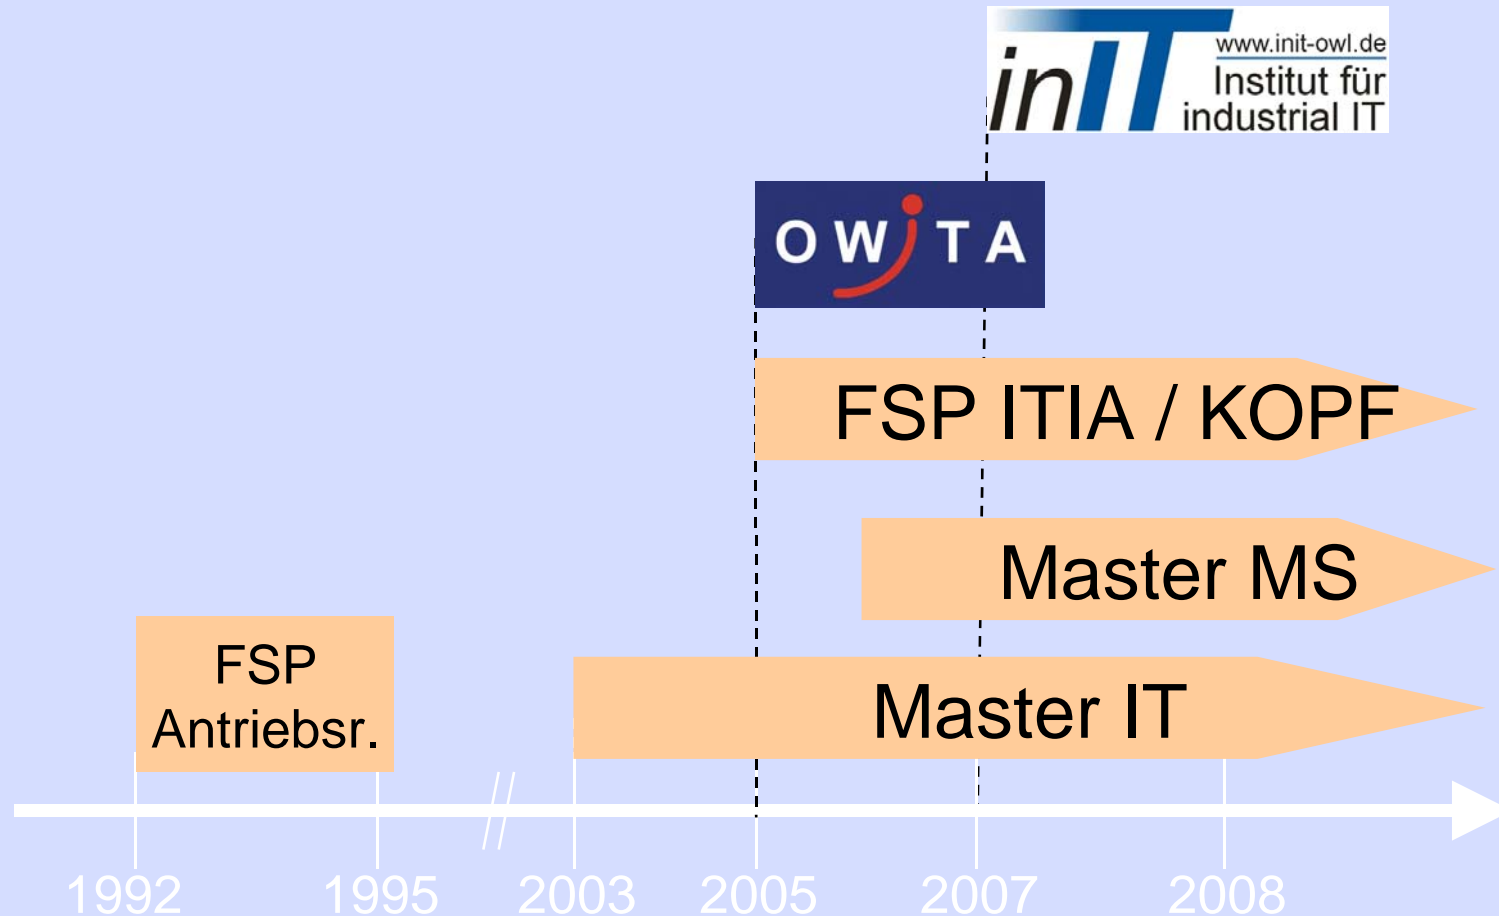 www.init-owl.de
inIT
Institut für
industrial IT
OWiTA
FSP ITIA / KOPF
Master MS
FSP
Antriebsr.
Master IT
1992 1995 2003 2005 2007 2008